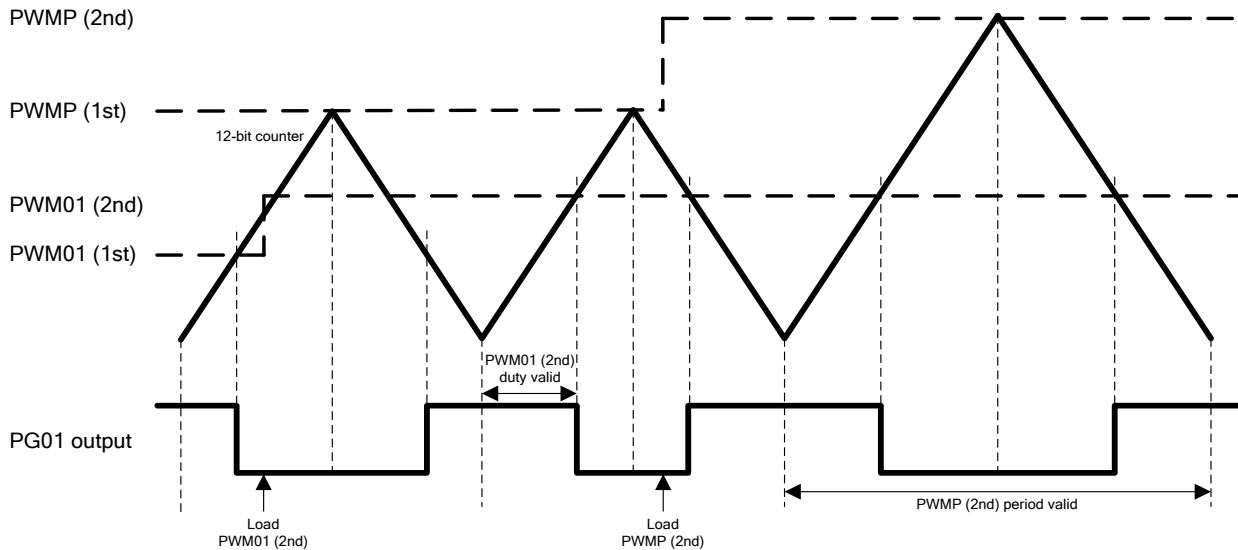 PWMP (2nd)
PWMP (1st)
12-bit counter
PWM01 (2nd)
PWM01 (1st)
PWM01 (2nd)
duty valid
PG01 output
PWMP (2nd) period valid
Load
PWM01 (2nd)
Load
PWMP (2nd)